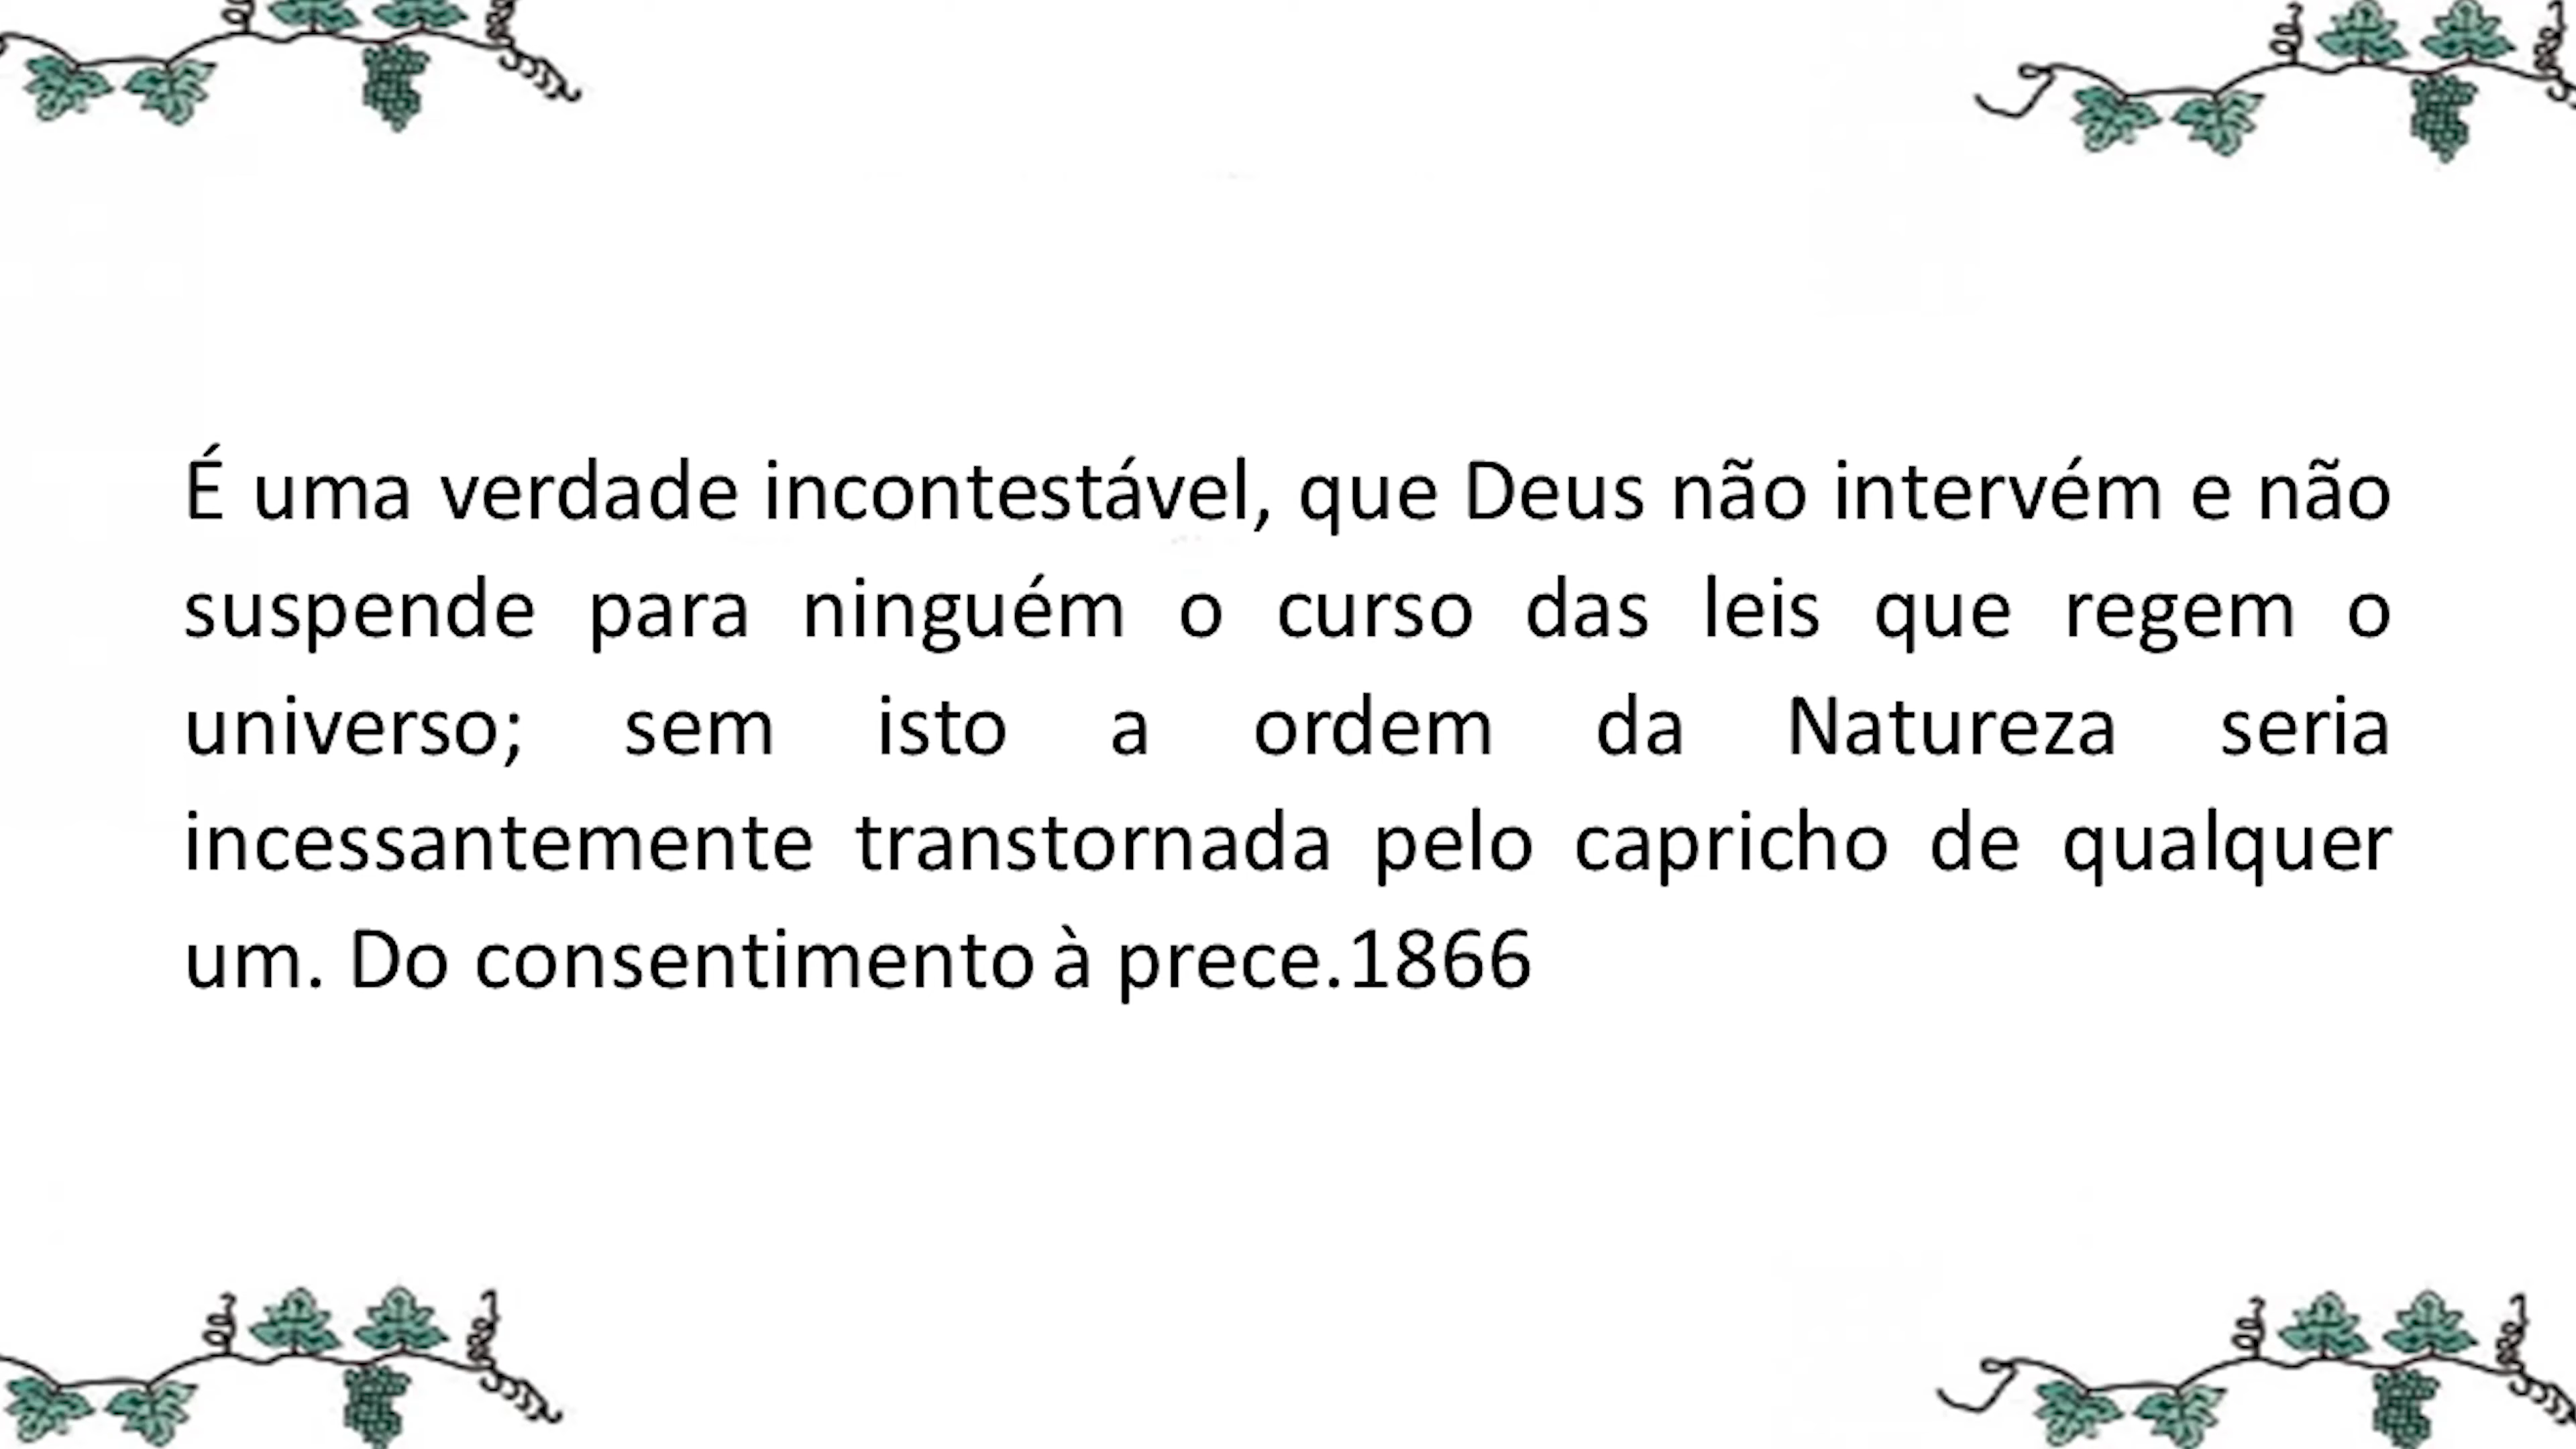 É uma verdade incontestável, que Deus não intervém e não
suspende para ninguém o curso das leis que regem o
universo; sem isto a ordem da Natureza seria
incessantemente transtornada pelo capricho de qualquer
um. Do consentimento à prece.1866